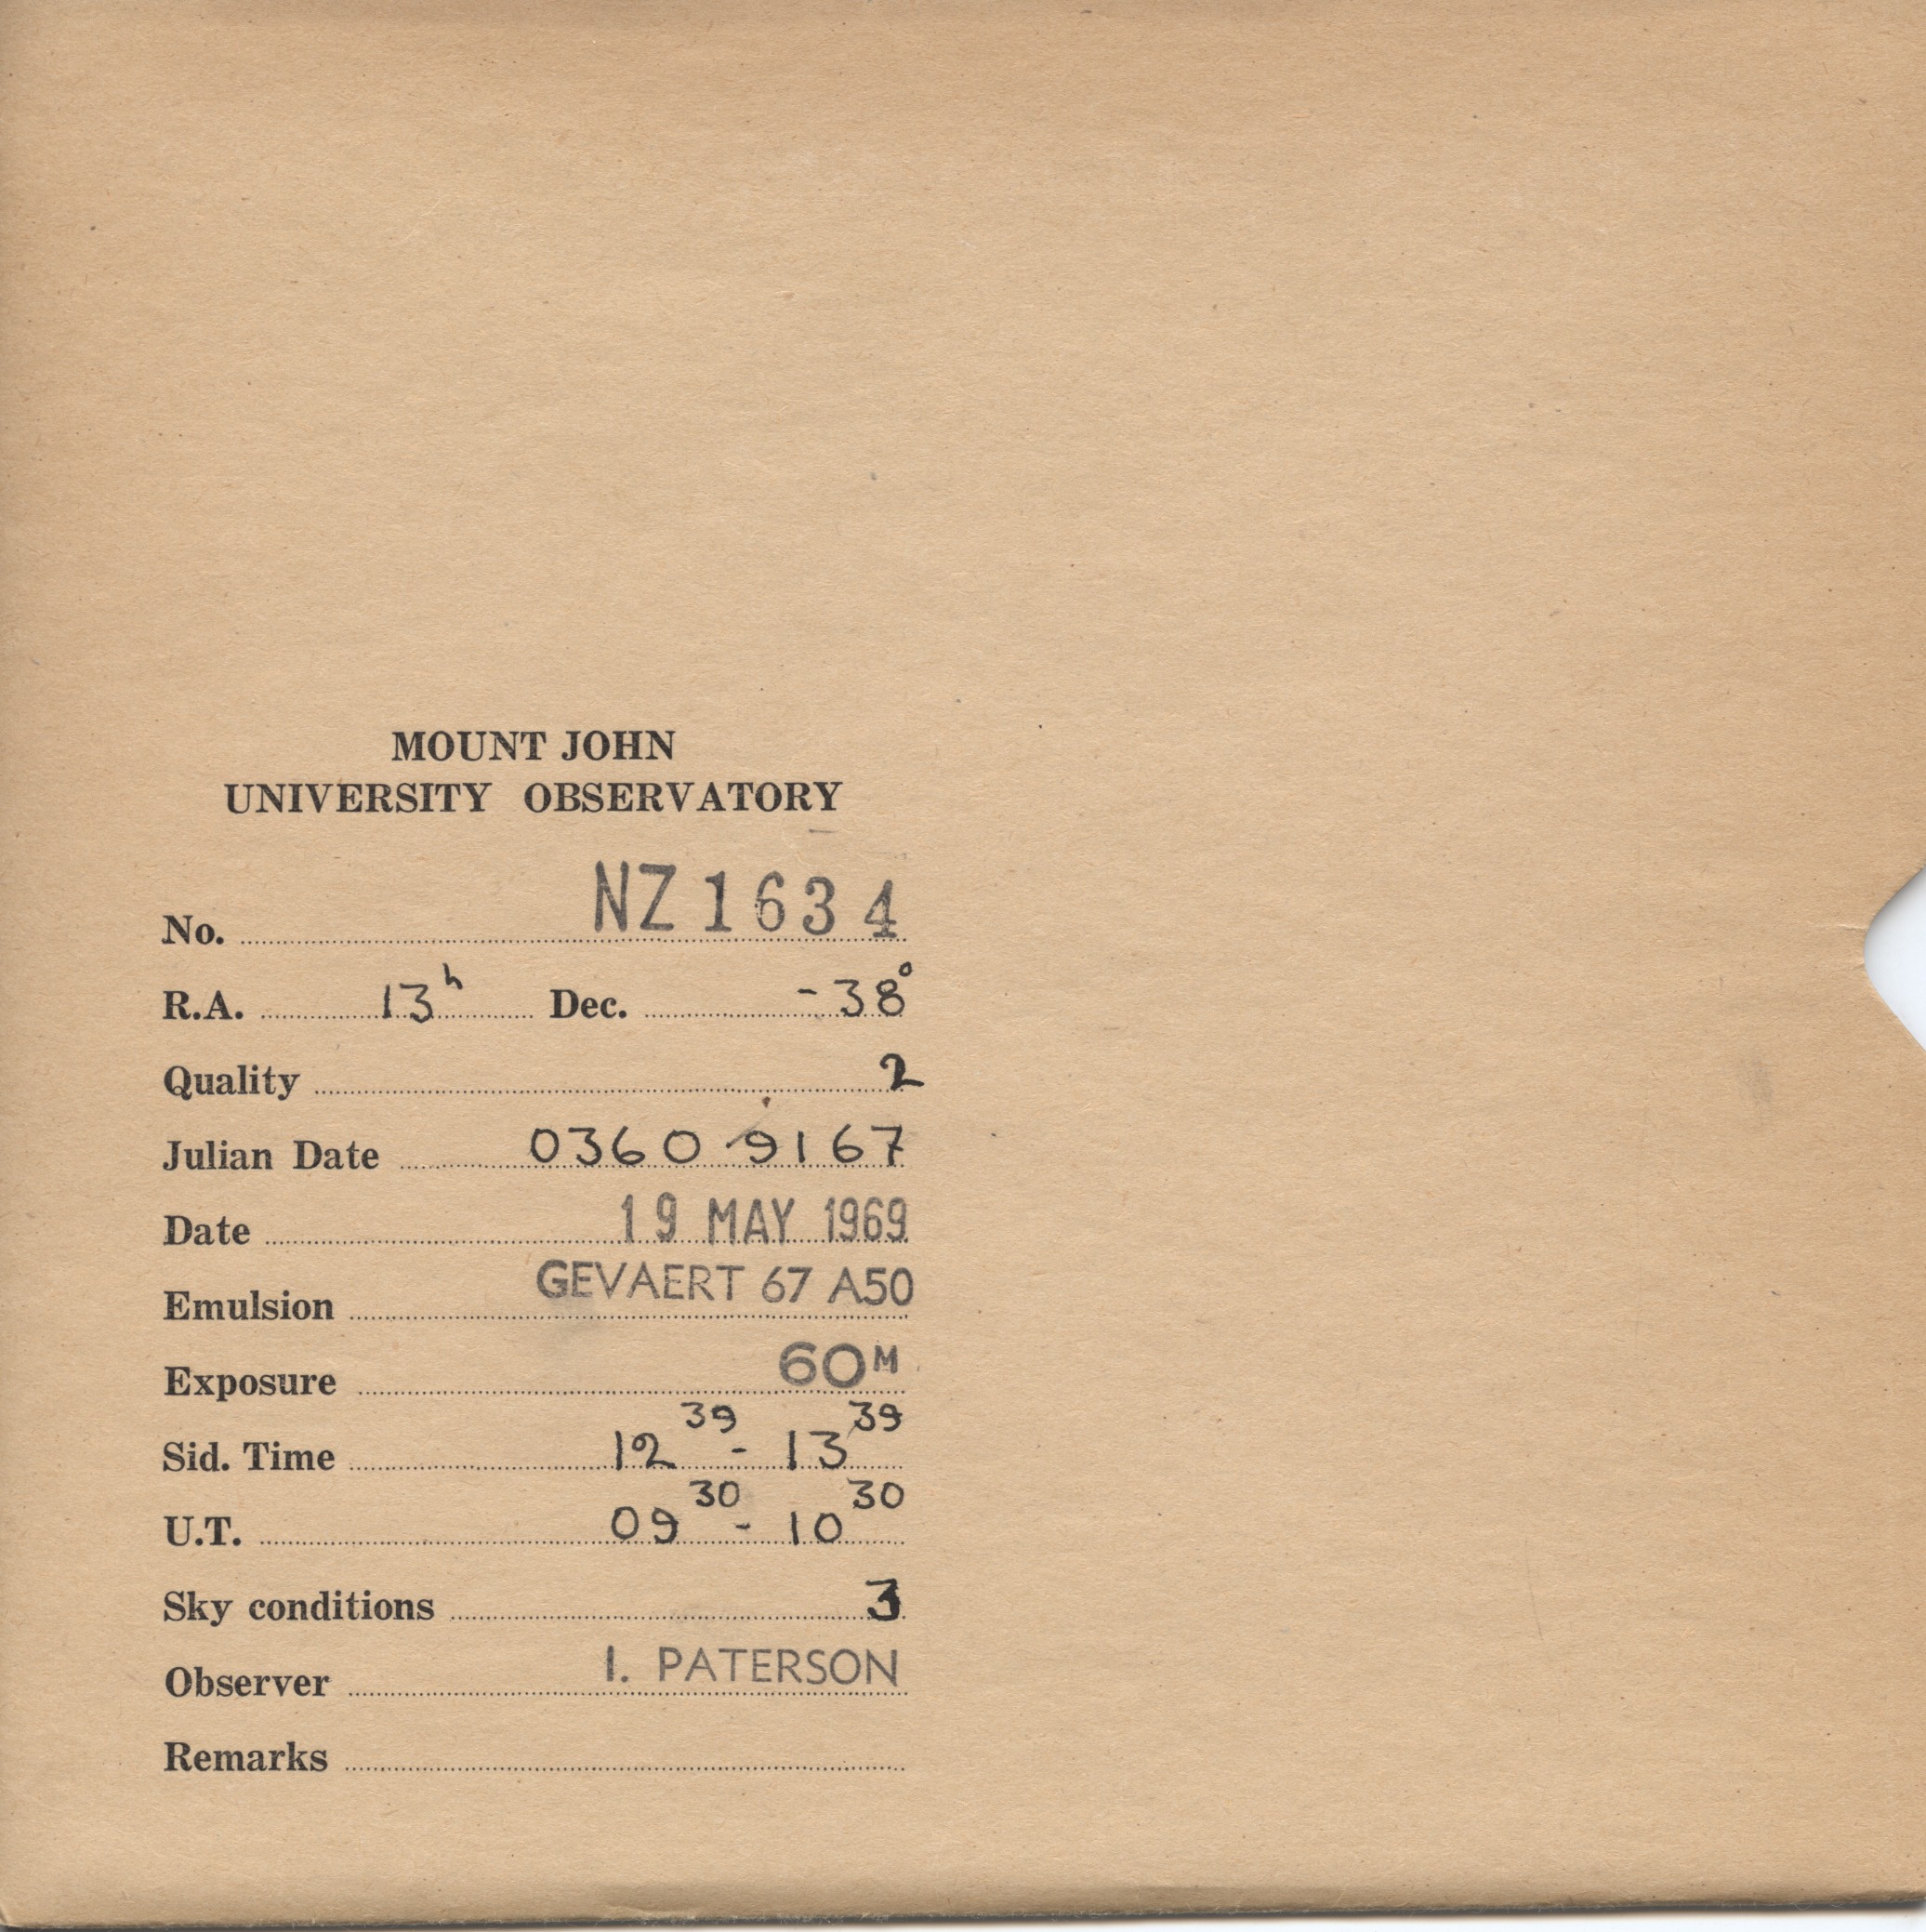 MOUNT JOHN
UNIVERSITY OBSERVATORY
No. NZ 1634
R.A. 13h Dec. -38°
Quality 2
Julian Date 0360 9167
Date 19 MAY 1969
Emulsion GEVAERT 67 A50
Exposure 60M
Sid. Time 12 39 - 13 39
U.T. 09 30 - 10 30
Sky conditions 3
Observer I. PATERSON
Remarks